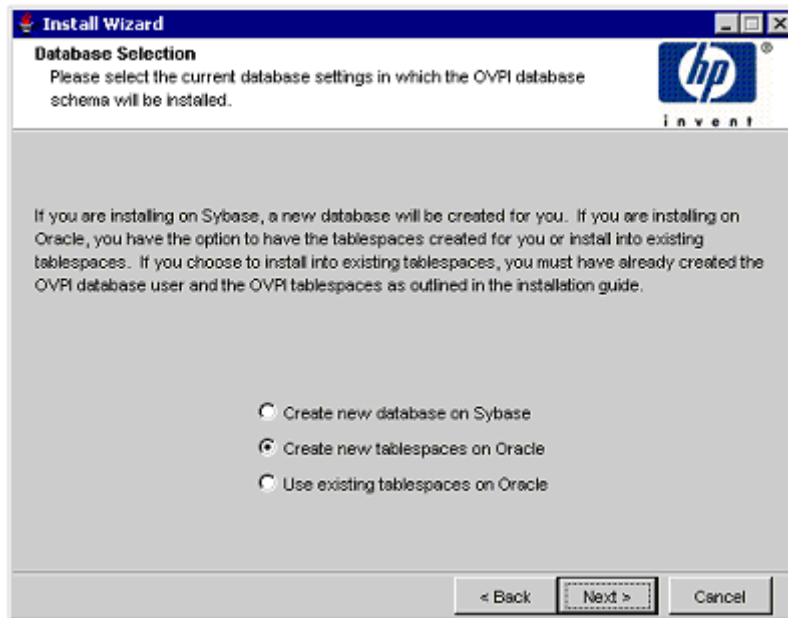 Install Wizard
Database Selection
Please select the current database settings in which the OVPI database
schema will be installed.
hp
®
invent
If you are installing on Sybase, a new database will be created for you. If you are installing on
Oracle, you have the option to have the tablespaces created for you or install into existing
tablespaces. If you choose to install into existing tablespaces, you must have already created the
OVPI database user and the OVPI tablespaces as outlined in the installation guide.
Create new database on Sybase
Create new tablespaces on Oracle
Use existing tablespaces on Oracle
< Back Next > Cancel